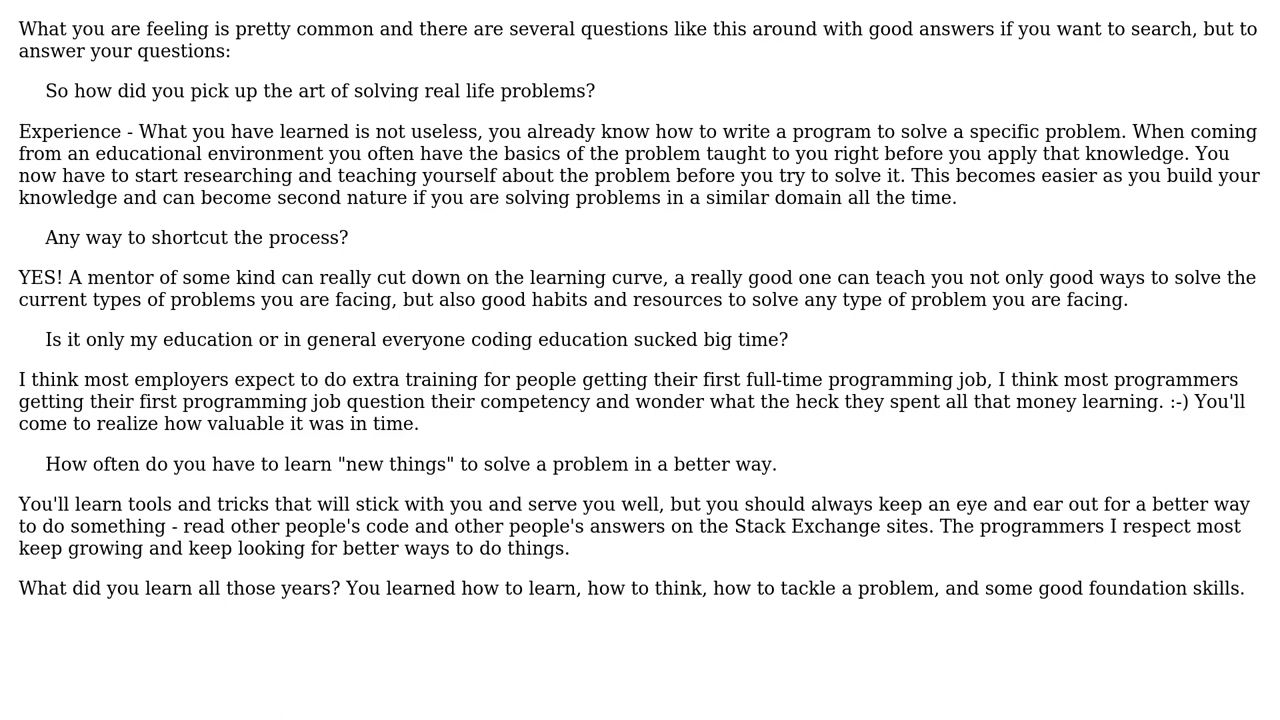 What you are feeling is pretty common and there are several questions like this around with good answers if you want to search, but to
answer your questions:
So how did you pick up the art of solving real life problems?
Experience - What you have learned is not useless, you already know how to write a program to solve a specific problem. When coming
from an educational environment you often have the basics of the problem taught to you right before you apply that knowledge. You
now have to start researching and teaching yourself about the problem before you try to solve it. This becomes easier as you build your
knowledge and can become second nature if you are solving problems in a similar domain all the time.
Any way to shortcut the process?
YES! A mentor of some kind can really cut down on the learning curve, a really good one can teach you not only good ways to solve the
current types of problems you are facing, but also good habits and resources to solve any type of problem you are facing.
Is it only my education or in general everyone coding education sucked big time?
I think most employers expect to do extra training for people getting their first full-time programming job, I think most programmers
getting their first programming job question their competency and wonder what the heck they spent all that money learning. :-) You'll
come to realize how valuable it was in time.
How often do you have to learn "new things" to solve a problem in a better way.
You'll learn tools and tricks that will stick with you and serve you well, but you should always keep an eye and ear out for a better way
to do something - read other people's code and other people's answers on the Stack Exchange sites. The programmers I respect most
keep growing and keep looking for better ways to do things.
What did you learn all those years? You learned how to learn, how to think, how to tackle a problem, and some good foundation skills.